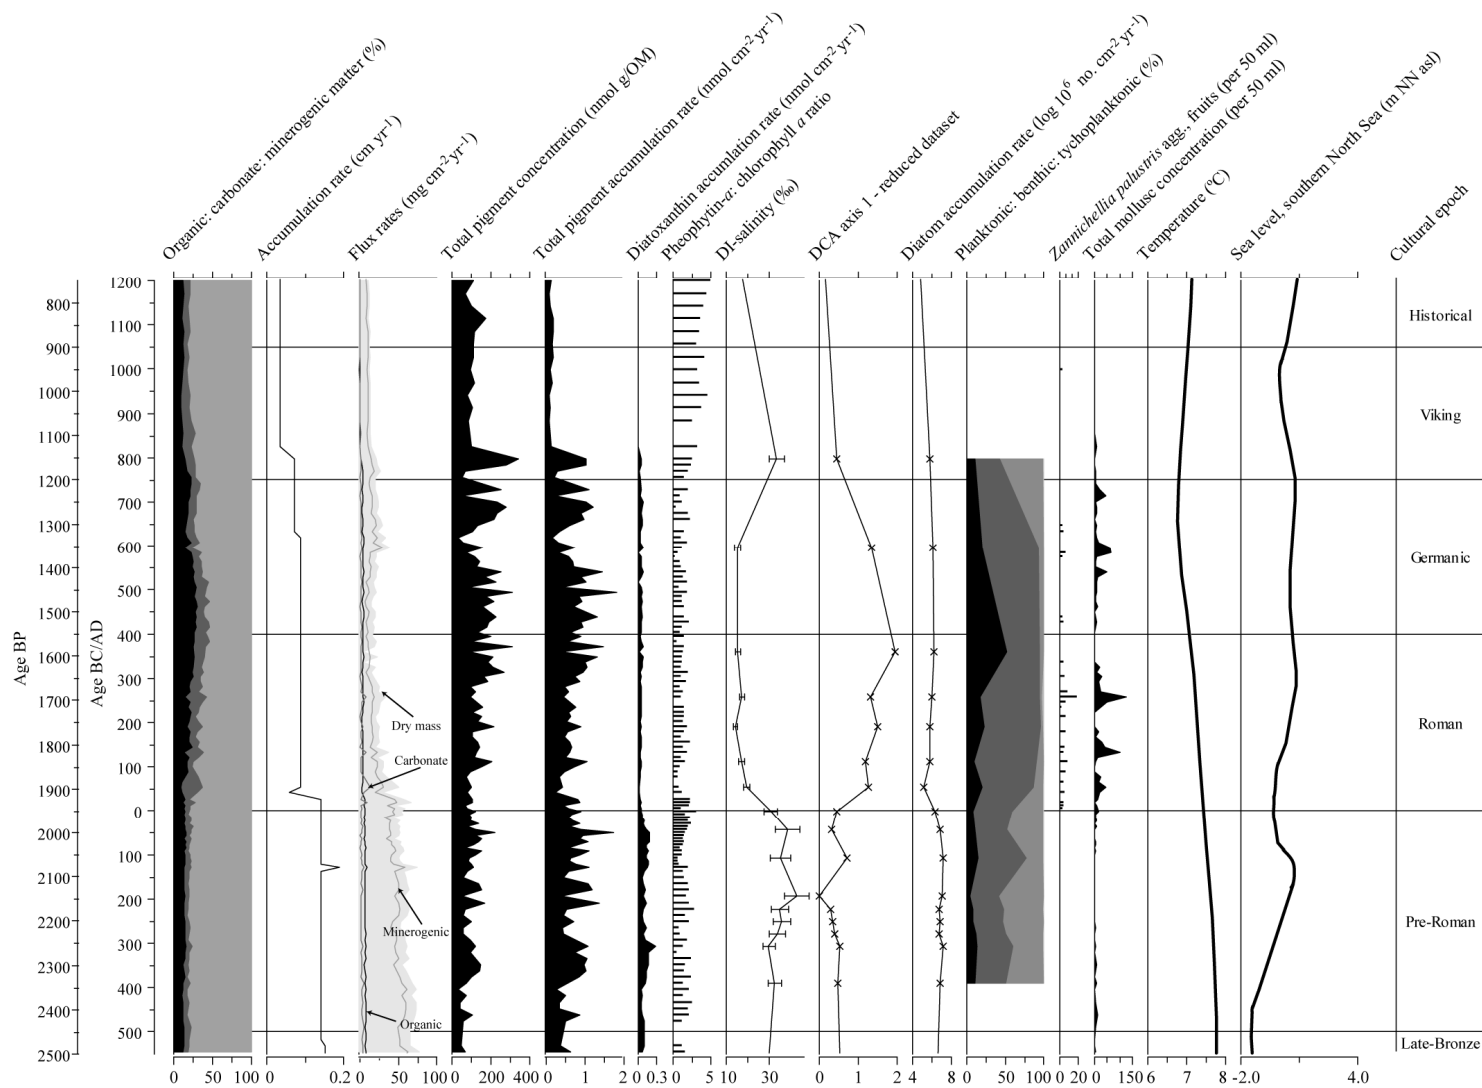 Organic: carbonate: minerogenic matter (%)
Accumulation rate (cm yr⁻¹)
Flux rates (mg cm⁻² yr⁻¹)
Total pigment concentration (nmol g/OM)
Total pigment accumulation rate (nmol cm⁻² yr⁻¹)
Diatoxanthin accumulation rate (nmol cm⁻² yr⁻¹)
Pheophytin-a: chlorophyll a ratio
DI-salinity (‰)
DCA axis 1 - reduced dataset
Diatom accumulation rate (log 10⁶ no. cm⁻² yr⁻¹)
Planktonic: benthic: tychoplanktonic (%)
Zannichellia palustris agg., fruits (per 50 ml)
Total mollusc concentration (per 50 ml)
Temperature (°C)
Sea level, southern North Sea (m NN asl)
Cultural epoch
Age BP
800
900
1000
1100
1200
1300
1400
1500
1600
1700
1800
1900
2000
2100
2200
2300
2400
2500
Age BC/AD
1200
1100
1000
900
800
700
600
500
400
300
200
100
0
100
200
300
400
500
Dry mass
Carbonate
Minerogenic
Organic
Historical
Viking
Germanic
Roman
Pre-Roman
Late-Bronze
0 50 100
0 0.2
0 50 100
0 200 400
0 1 2
0 0.3
0 5
10 30
0 1 2
4 8
0 25 50 75 100
0 20
0 150
6 7 8
-2.0 1.0 4.0